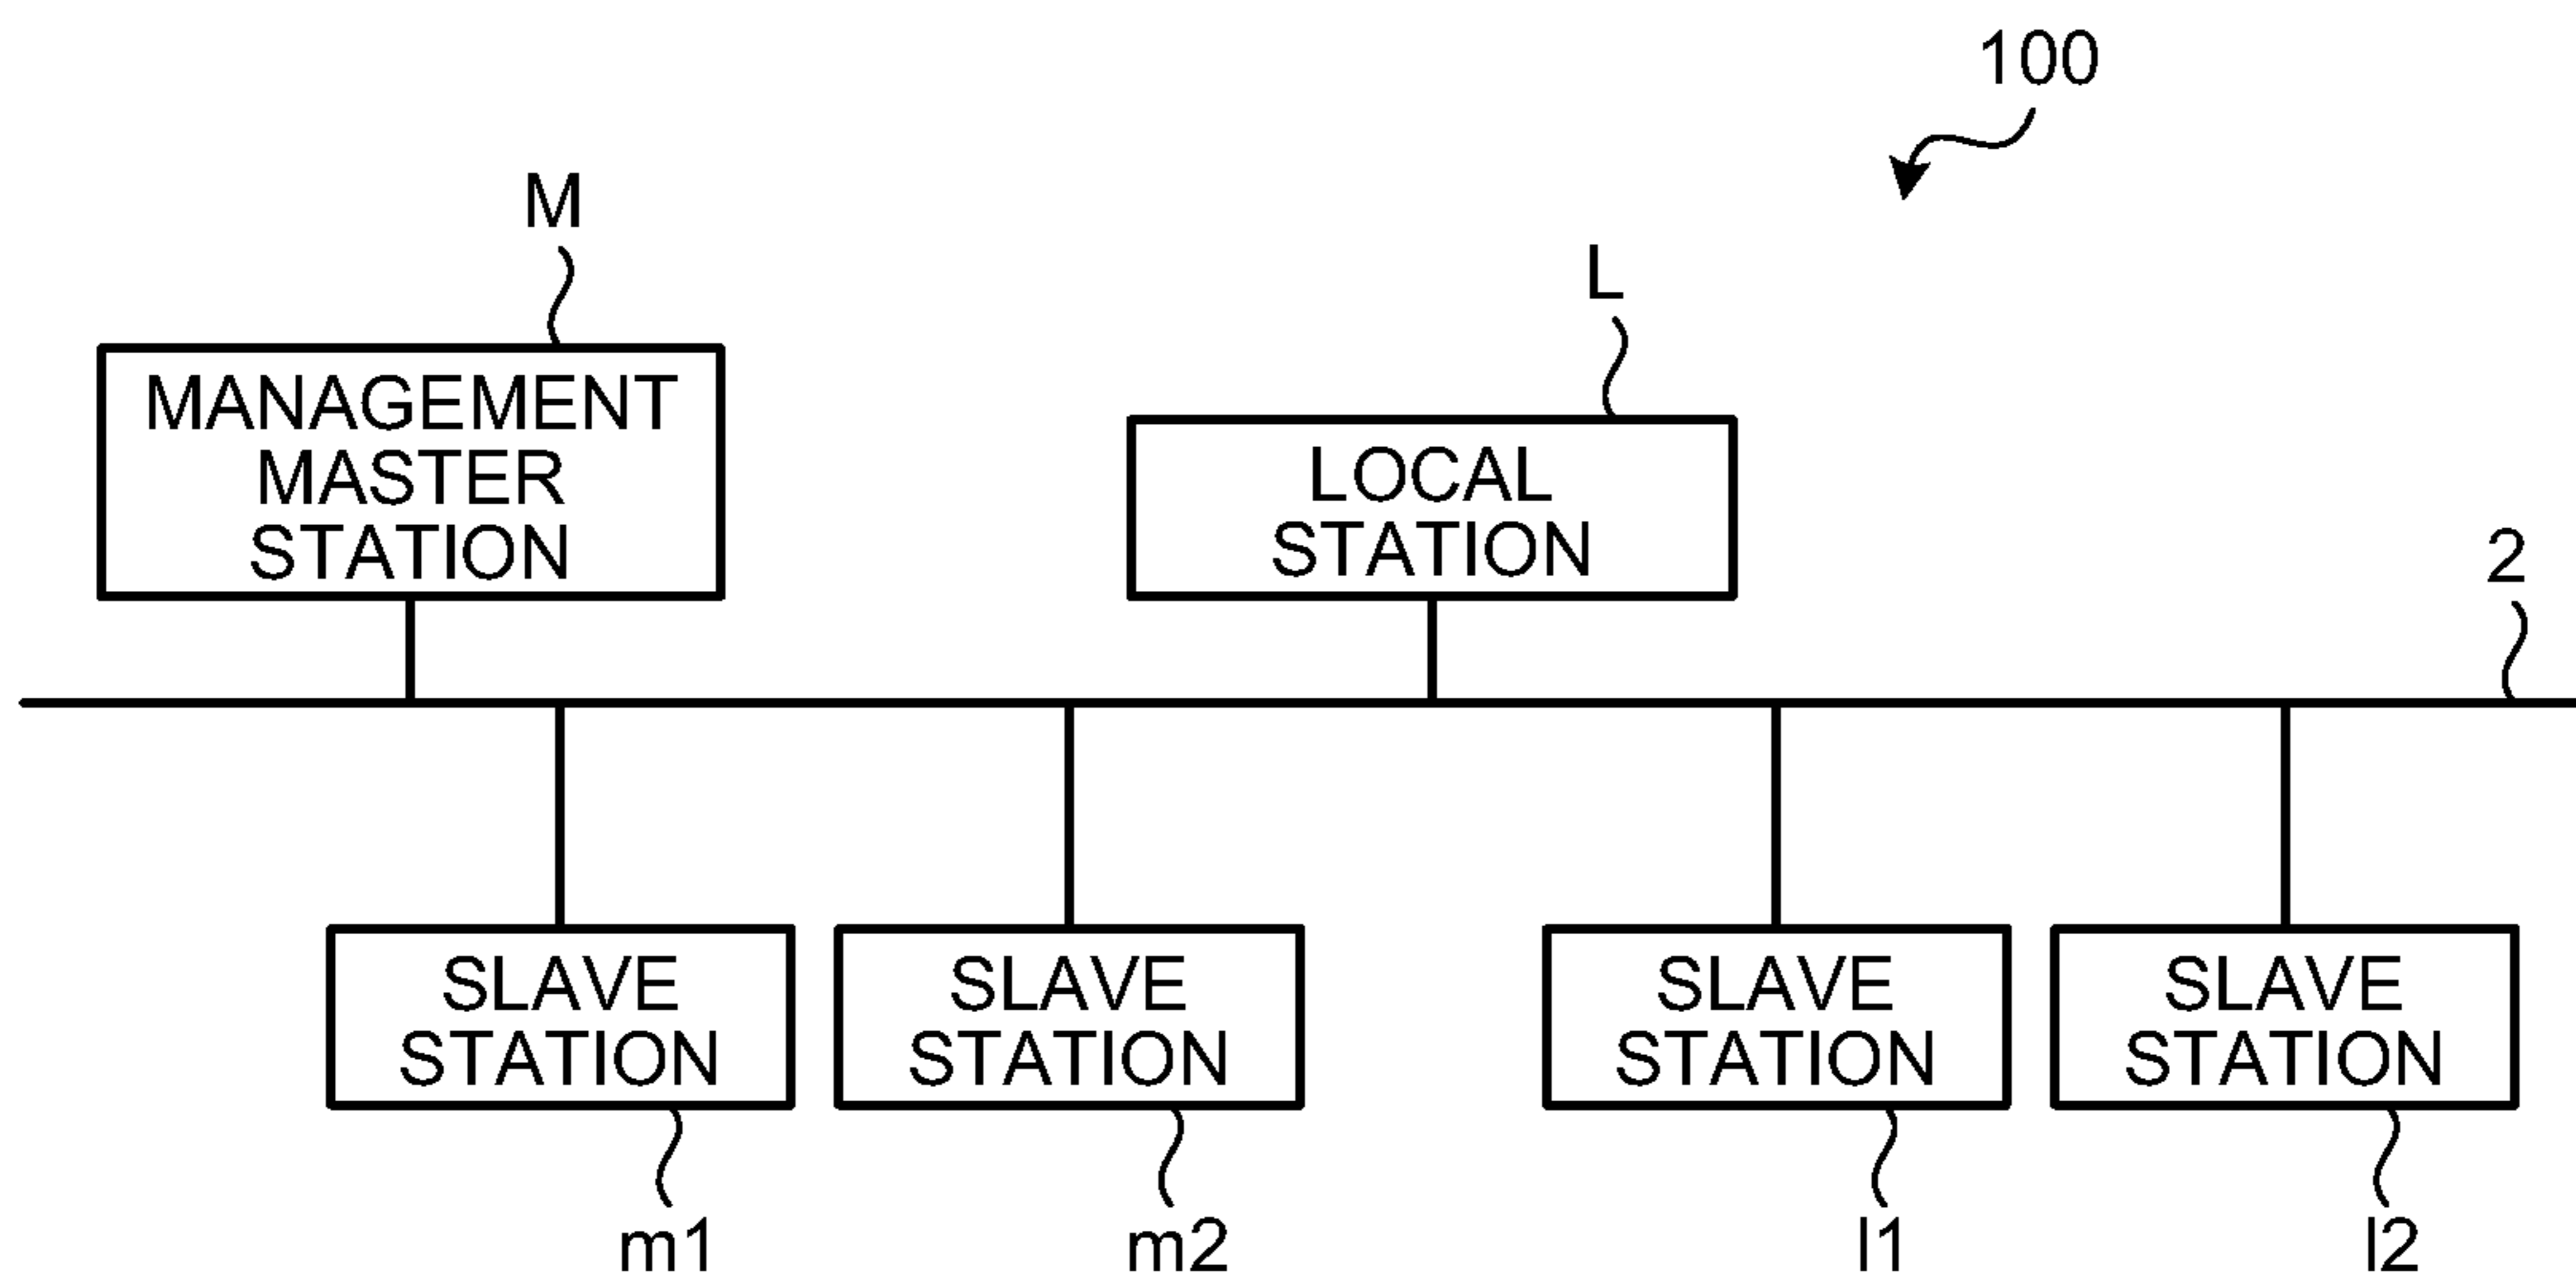 100
M
L
MANAGEMENT
MASTER
STATION
LOCAL
STATION
2
SLAVE
STATION
SLAVE
STATION
SLAVE
STATION
SLAVE
STATION
m1
m2
l1
l2